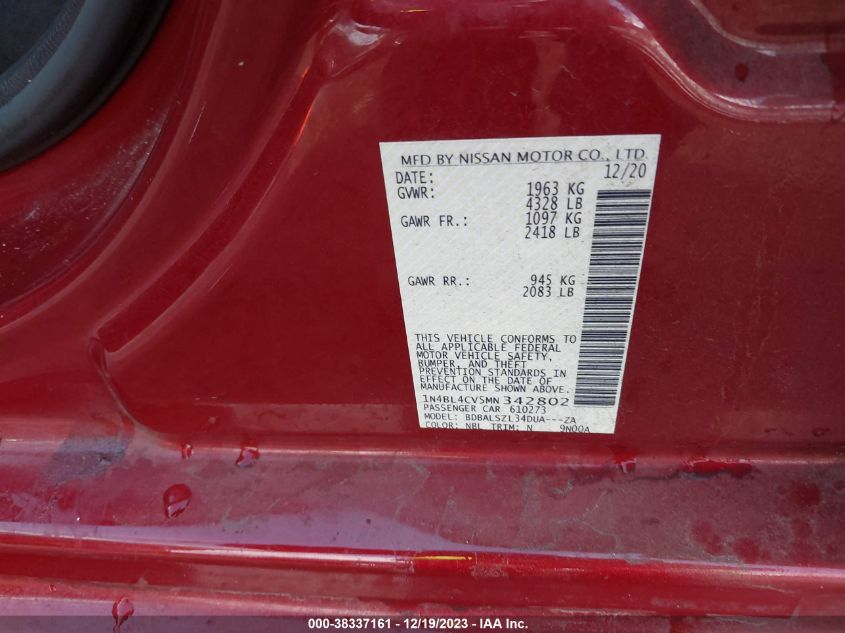 MFD BY NISSAN MOTOR CO., LTD.
DATE: 12/20
GVWR: 1963 KG
4328 LB
GAWR FR.: 1097 KG
2418 LB
GAWR RR.: 945 KG
2083 LB
THIS VEHICLE CONFORMS TO
ALL APPLICABLE FEDERAL
MOTOR VEHICLE SAFETY,
BUMPER, AND THEFT
PREVENTION STANDARDS IN
EFFECT ON THE DATE OF
MANUFACTURE SHOWN ABOVE.
1N4BL4CV5MN342802
PASSENGER CAR 610273
MODEL: BDBALSZL34DUA---ZA
COLOR: NBL TRIM: N 9N00A
000-38337161 - 12/19/2023 - IAA Inc.